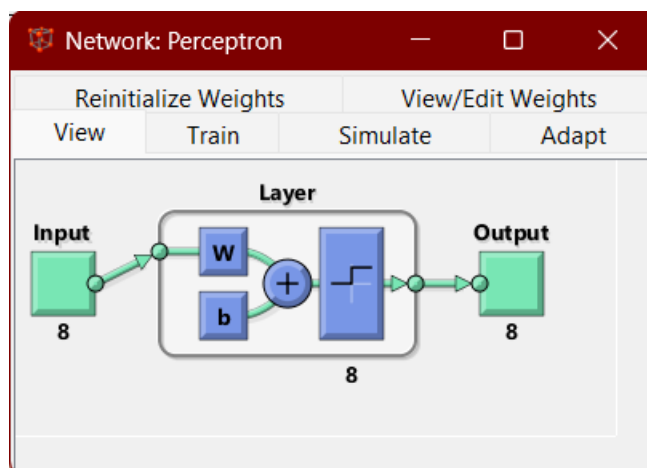 Network: Perceptron
Reinitialize Weights View/Edit Weights
View Train Simulate Adapt
Layer
Input Output
W
+
b
8 8
8